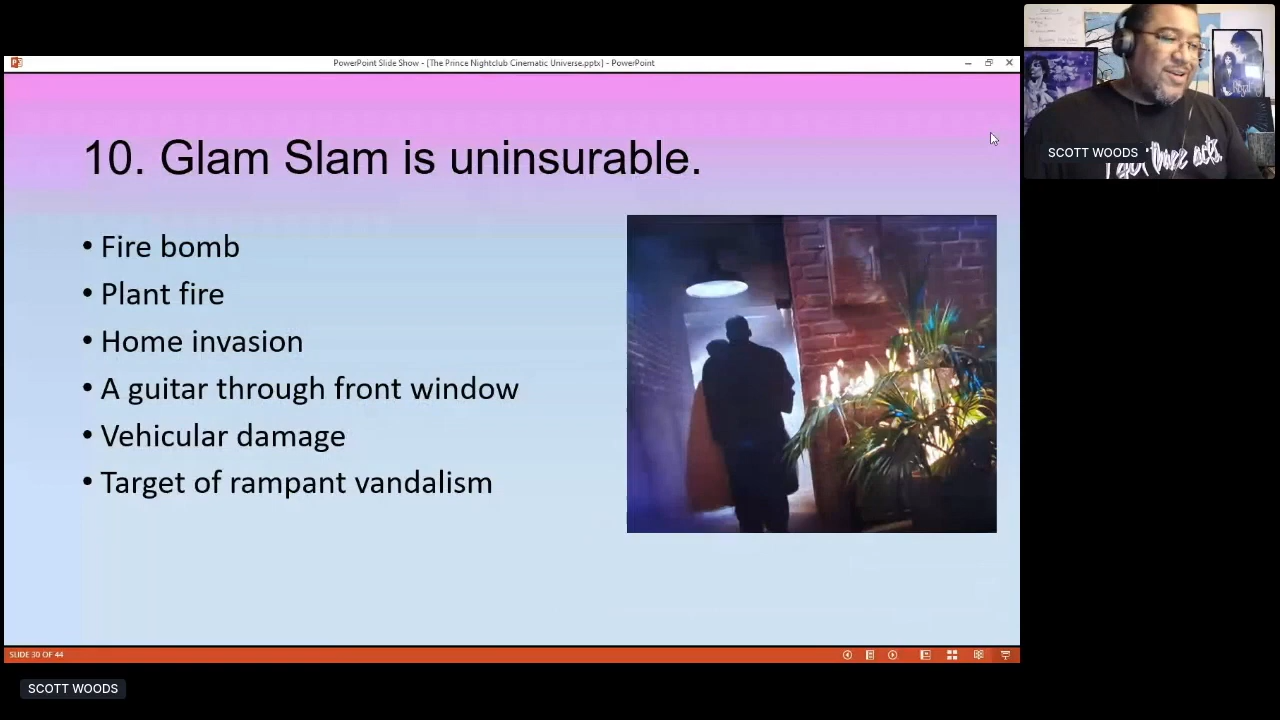 PowerPoint Slide Show - [The Prince Nightclub Cinematic Universe.pptx] - PowerPoint
10. Glam Slam is uninsurable.
• Fire bomb
• Plant fire
• Home invasion
• A guitar through front window
• Vehicular damage
• Target of rampant vandalism
SLIDE 30 OF 44
SCOTT WOODS
three acts.
SCOTT WOODS